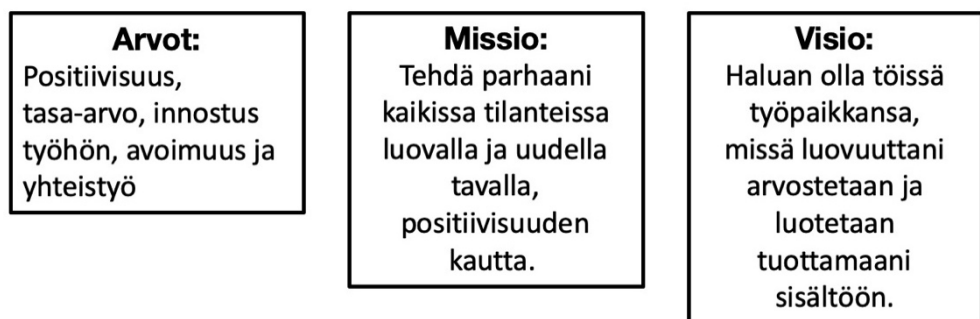 Arvot:
Positiivisuus,
tasa-arvo, innostus
työhön, avoimuus ja
yhteistyö
Missio:
Tehdä parhaani
kaikissa tilanteissa
luovalla ja uudella
tavalla,
positiivisuuden
kautta.
Visio:
Haluan olla töissä
työpaikkansa,
missä luovuuttani
arvostetaan ja
luotetaan
tuottamaani
sisältöön.